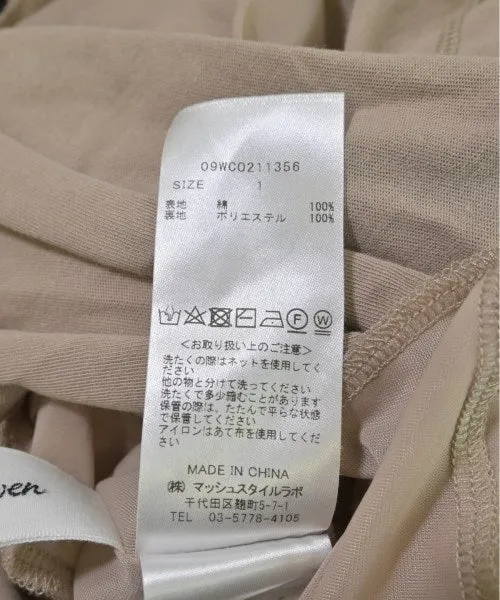 09WCO211356
SIZE 1
表地 綿 100%
裏地 ポリエステル 100%
F W
<お取り扱い上のご注意>
洗たくの際はネットを使用してく
ださい
他の物と分けて洗ってください
洗たくで多少縮むことがあります
保管の際は、たたんで平らな状態
で保管してください
アイロンはあて布を使用してくだ
さい
MADE IN CHINA
(株) マッシュスタイルラボ
千代田区麹町5-7-1
TEL 03-5778-4105